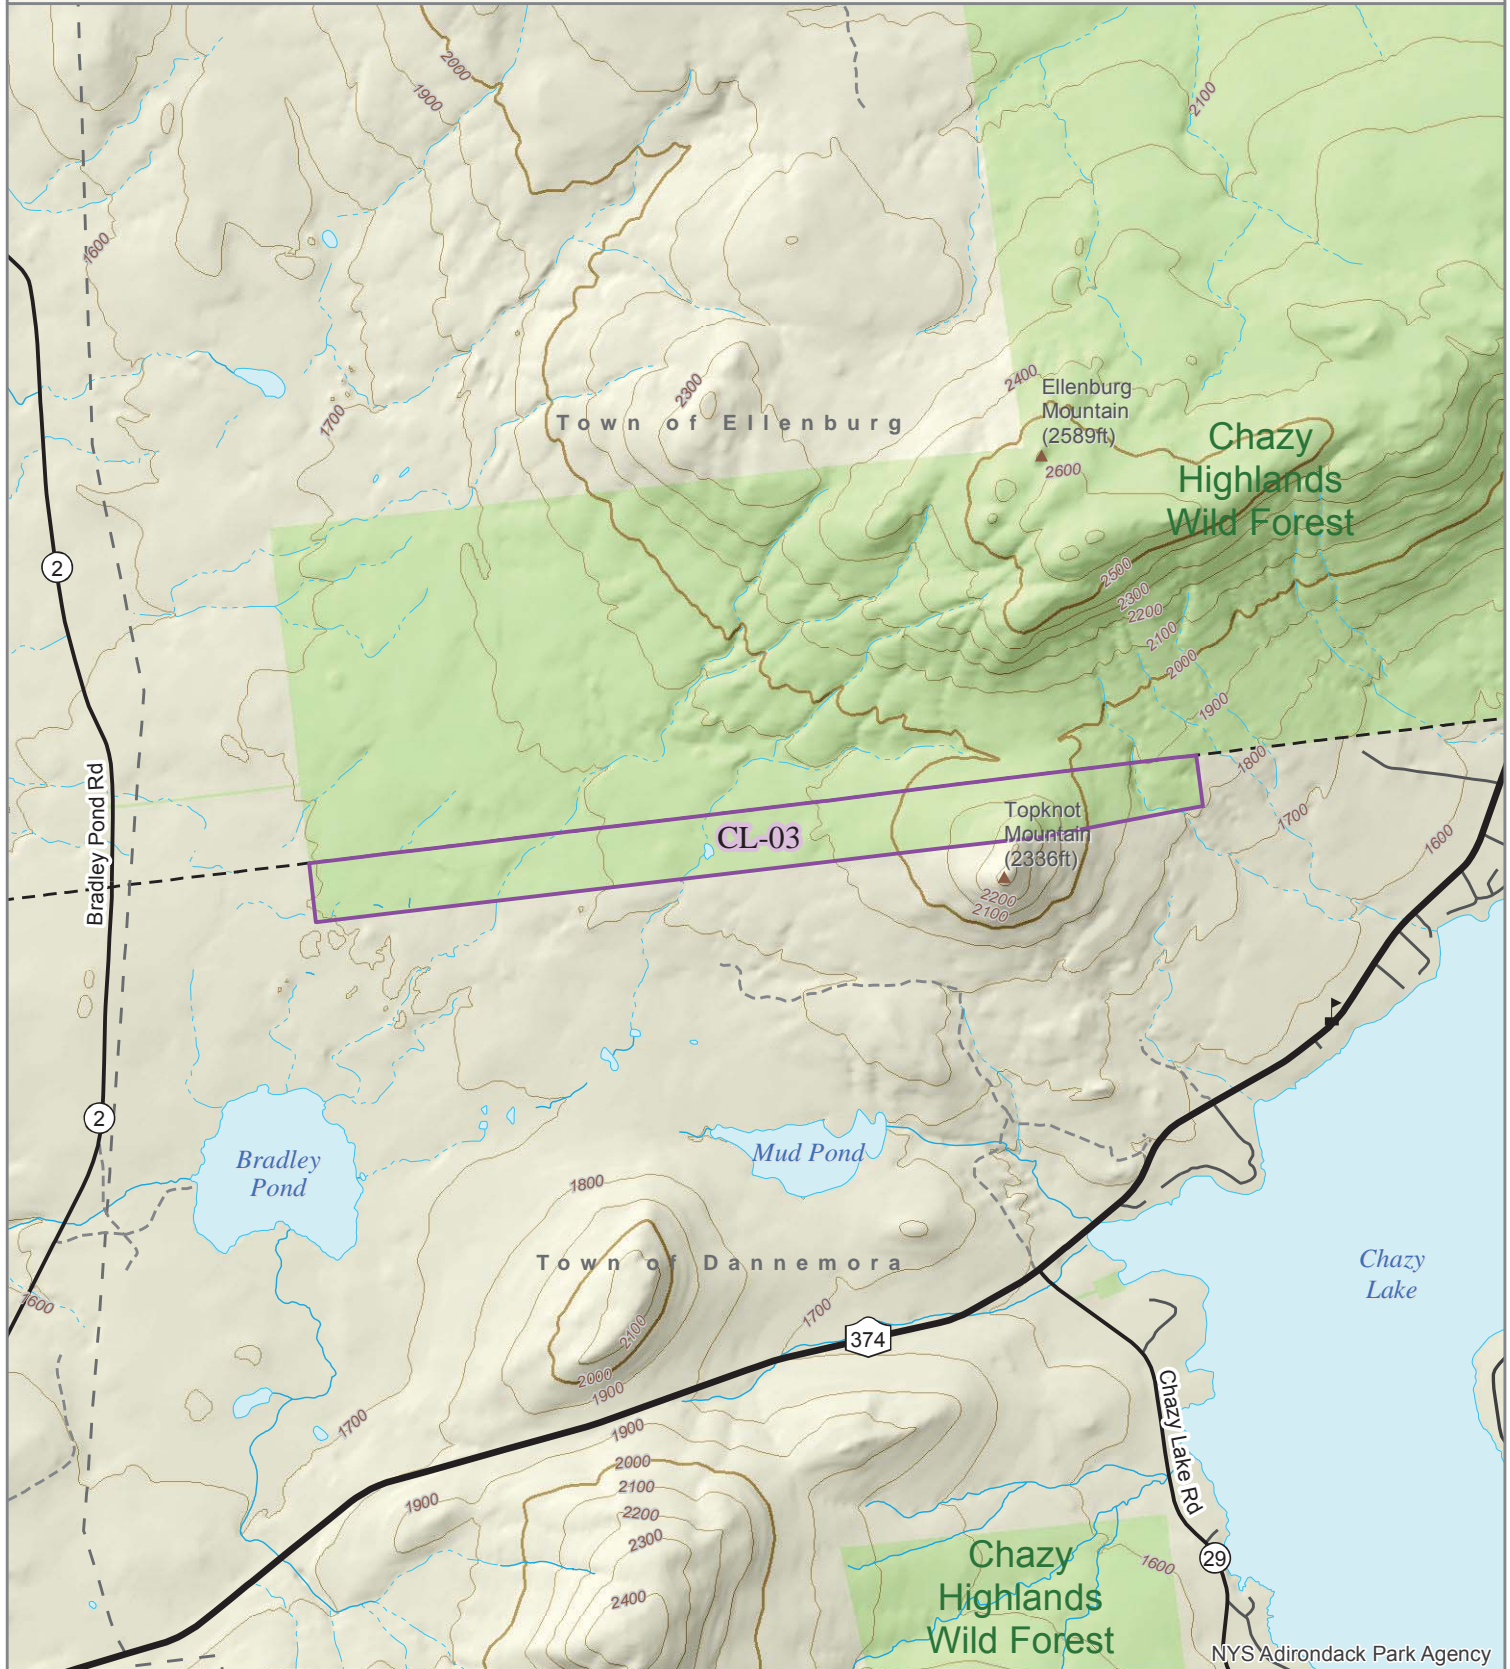 2000
1900
2100
1600
2300
1700
2400
Ellenburg
Mountain
(2589ft)
2600
Town of Ellenburg
Chazy
Highlands
Wild Forest
2
2500
2300
2200
2100
2000
1900
1800
1700
1600
Bradley Pond Rd
CL-03
Topknot
Mountain
(2336ft)
2200
2100
2
Bradley
Pond
Mud Pond
1800
Town of Dannemora
Chazy
Lake
1600
2100
1700
374
2000
1900
1700
1900
Chazy Lake Rd
2000
2100
1900
2200
2300
2400
Chazy
Highlands
Wild Forest
1600
29
NYS Adirondack Park Agency